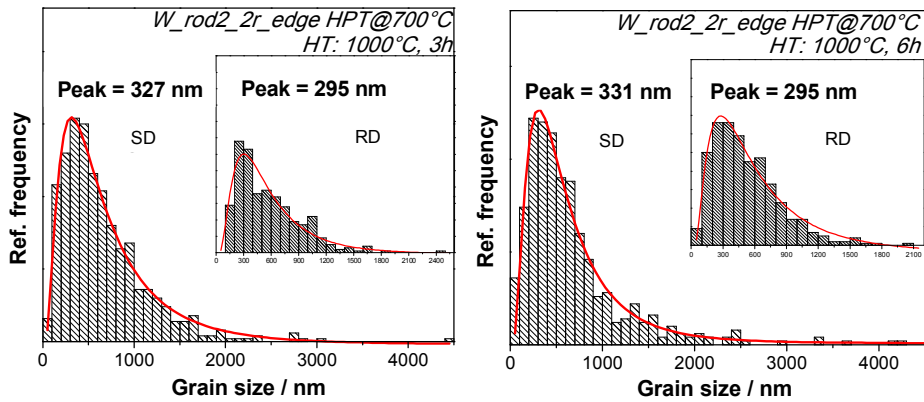 W_rod2_2r_edge HPT@700°C
HT: 1000°C, 3h
Peak = 327 nm
Peak = 295 nm
SD
RD
0 300 600 900 1200 1500 1800 2100 2400
Ref. frequency
0 1000 2000 3000 4000
Grain size / nm
W_rod2_2r_edge HPT@700°C
HT: 1000°C, 6h
Peak = 331 nm
Peak = 295 nm
SD
RD
0 300 600 900 1200 1500 1800 2100
Ref. frequency
0 1000 2000 3000 4000
Grain size / nm